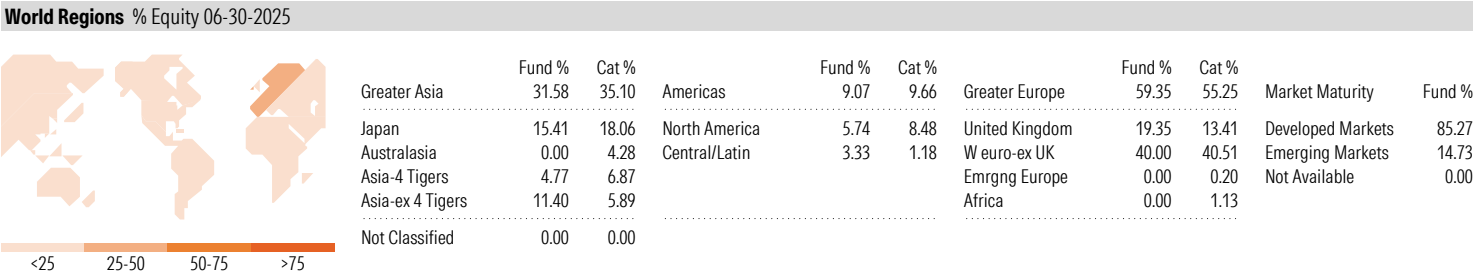 World Regions % Equity 06-30-2025
Fund % Cat %
Greater Asia 31.58 35.10
Japan 15.41 18.06
Australasia 0.00 4.28
Asia-4 Tigers 4.77 6.87
Asia-ex 4 Tigers 11.40 5.89
Not Classified 0.00 0.00
Fund % Cat %
Americas 9.07 9.66
North America 5.74 8.48
Central/Latin 3.33 1.18
Fund % Cat %
Greater Europe 59.35 55.25
United Kingdom 19.35 13.41
W euro-ex UK 40.00 40.51
Emrgng Europe 0.00 0.20
Africa 0.00 1.13
Market Maturity Fund %
Developed Markets 85.27
Emerging Markets 14.73
Not Available 0.00
<25 25-50 50-75 >75